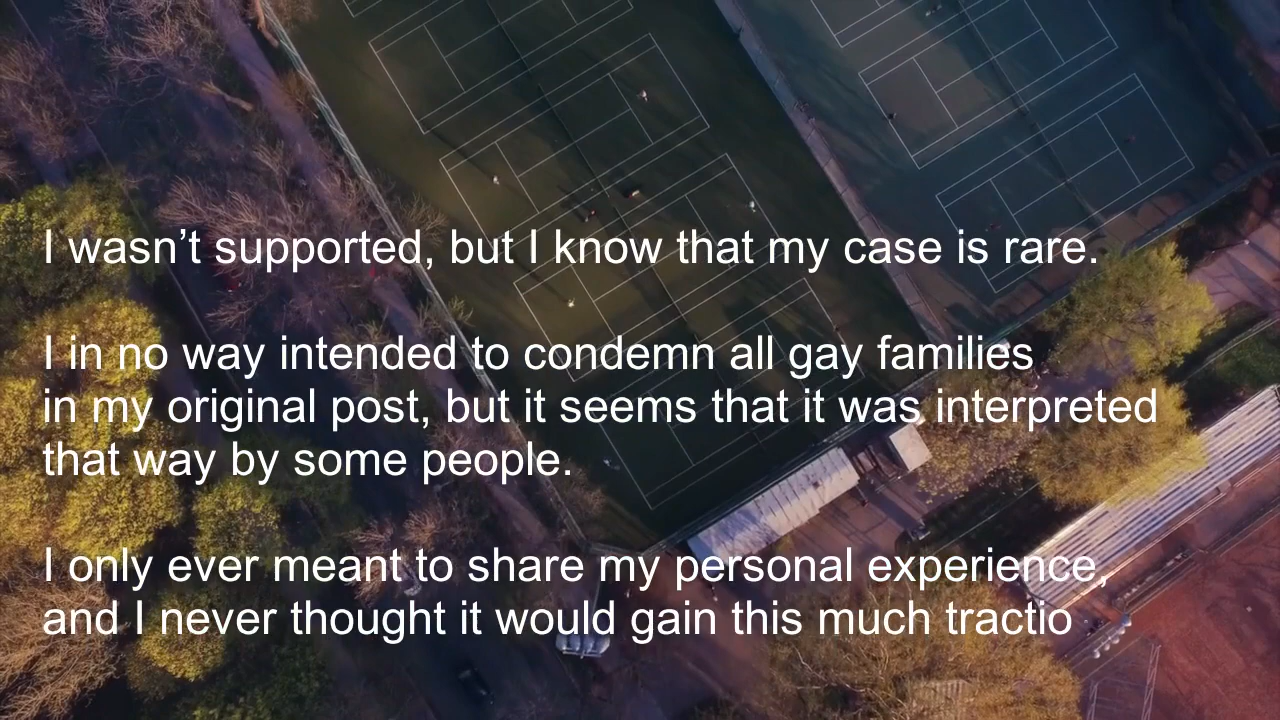 I wasn’t supported, but I know that my case is rare.
I in no way intended to condemn all gay families
in my original post, but it seems that it was interpreted
that way by some people.
I only ever meant to share my personal experience,
and I never thought it would gain this much tractio